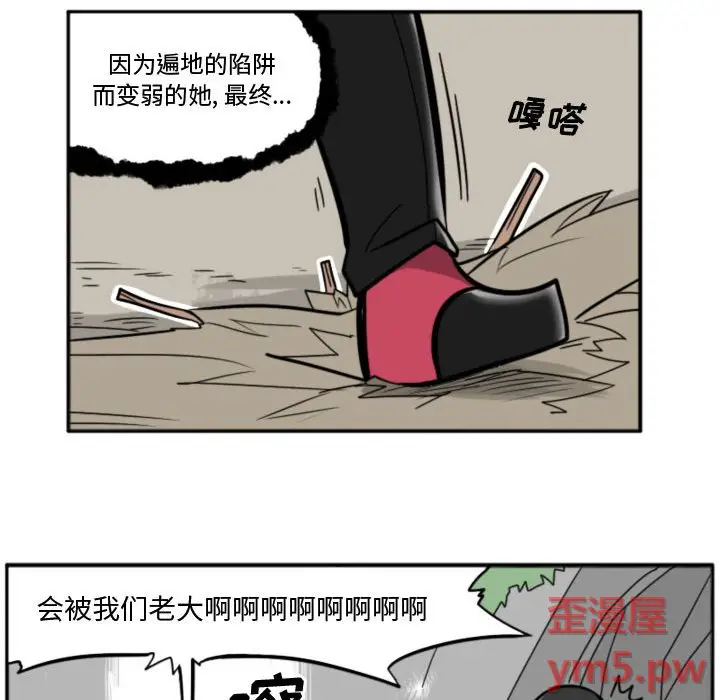 因为遍地的陷阱
而变弱的她, 最终...
嘎嗒
会被我们老大啊啊啊啊啊啊啊啊
歪漫屋
ym5.pw